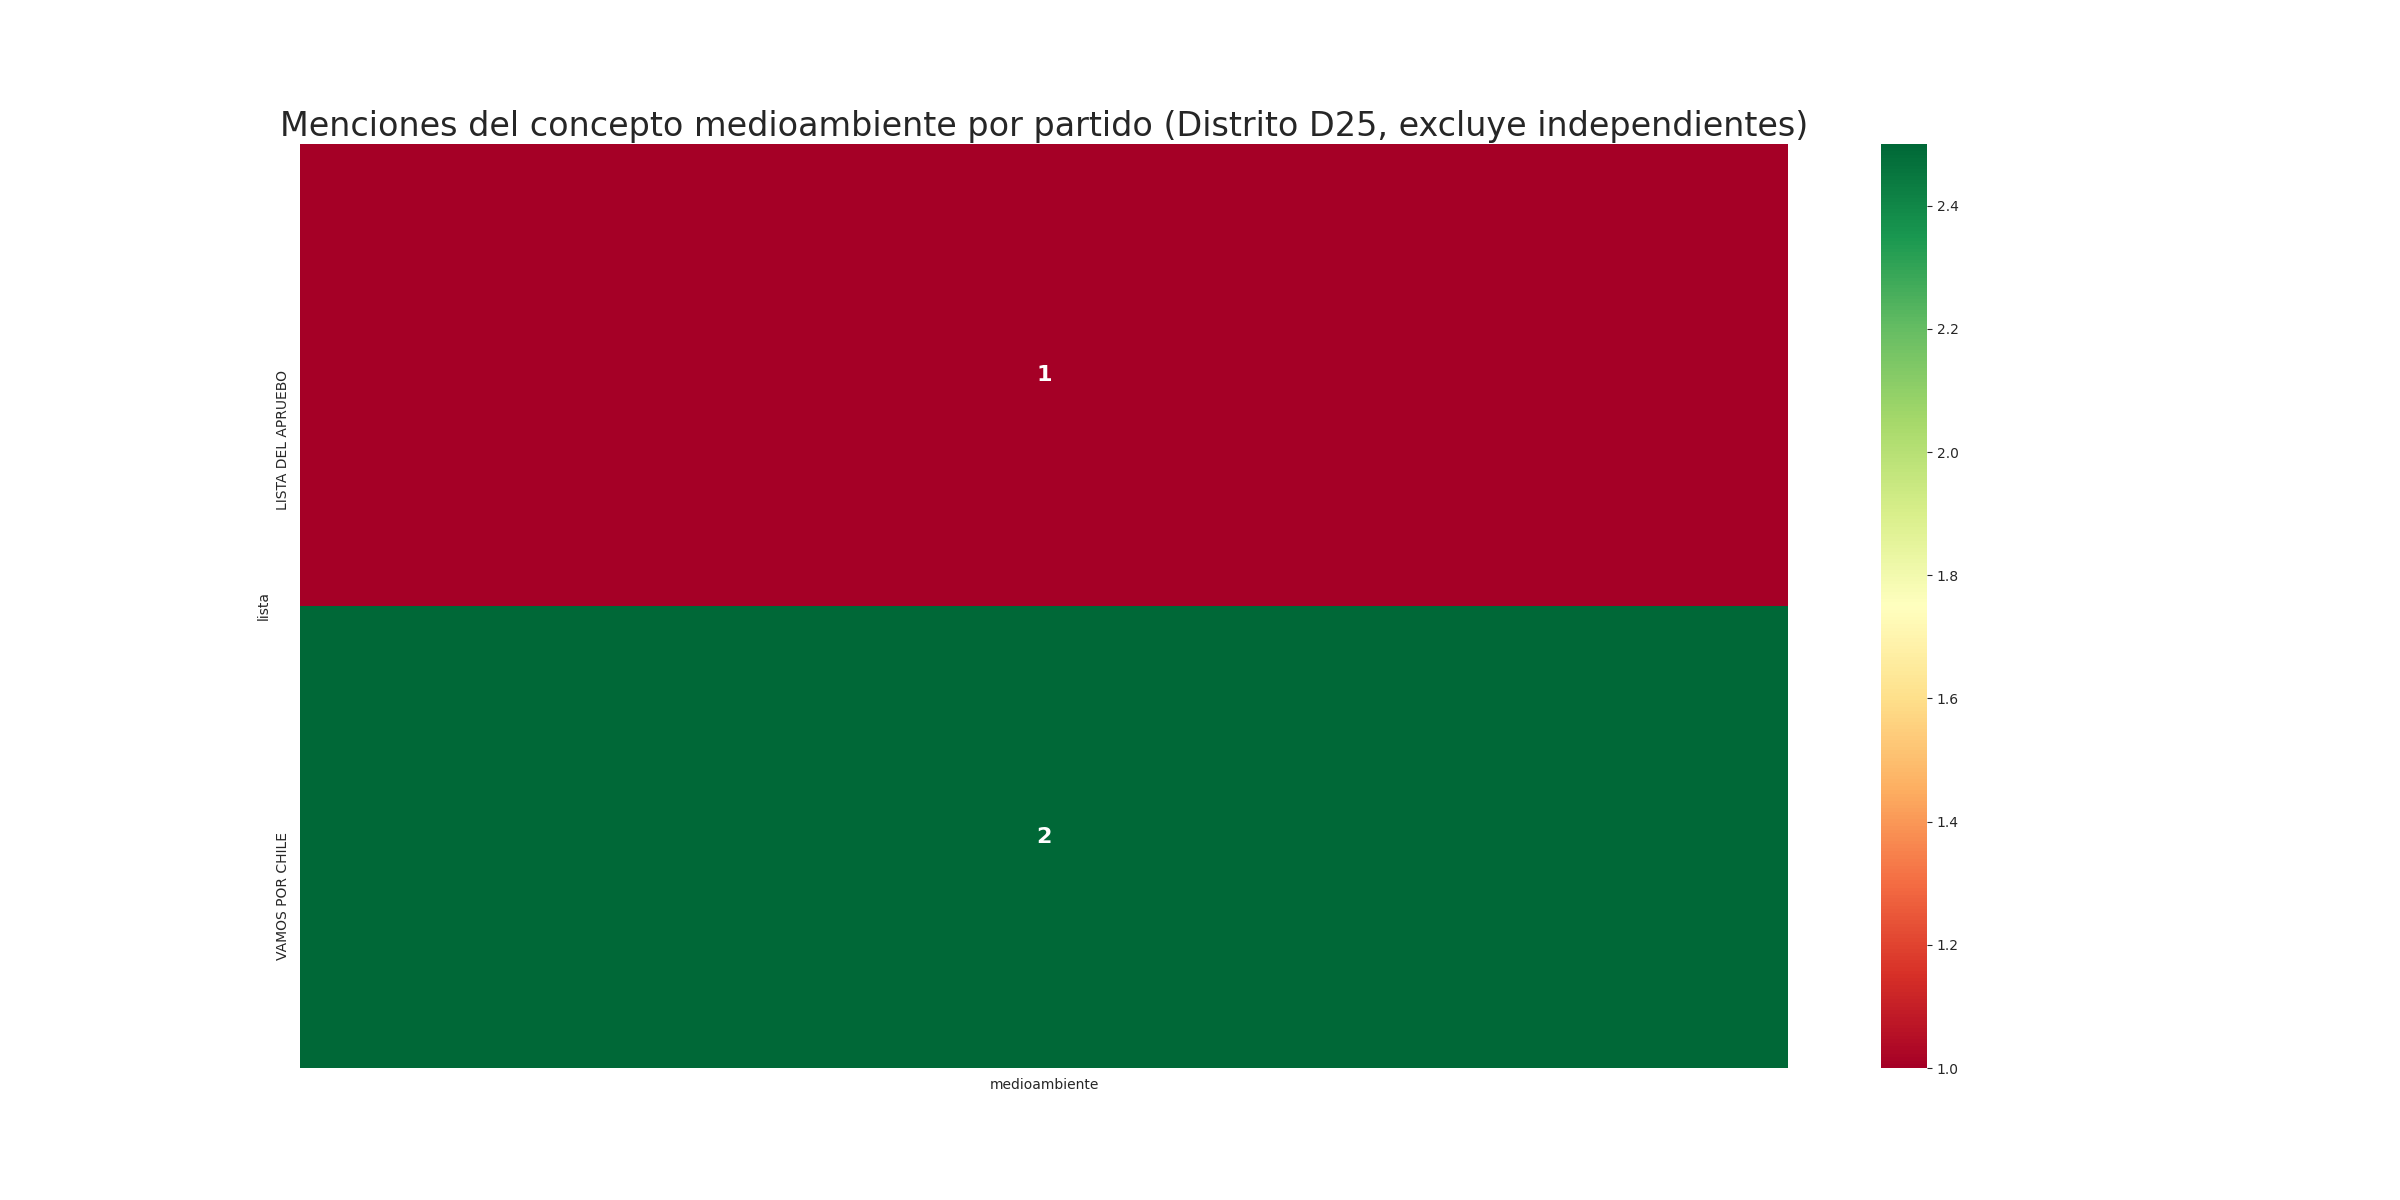 Menciones del concepto medioambiente por partido (Distrito D25, excluye independientes)
LISTA DEL APRUEBO
VAMOS POR CHILE
lista
1
2
medioambiente
2.4
2.2
2.0
1.8
1.6
1.4
1.2
1.0